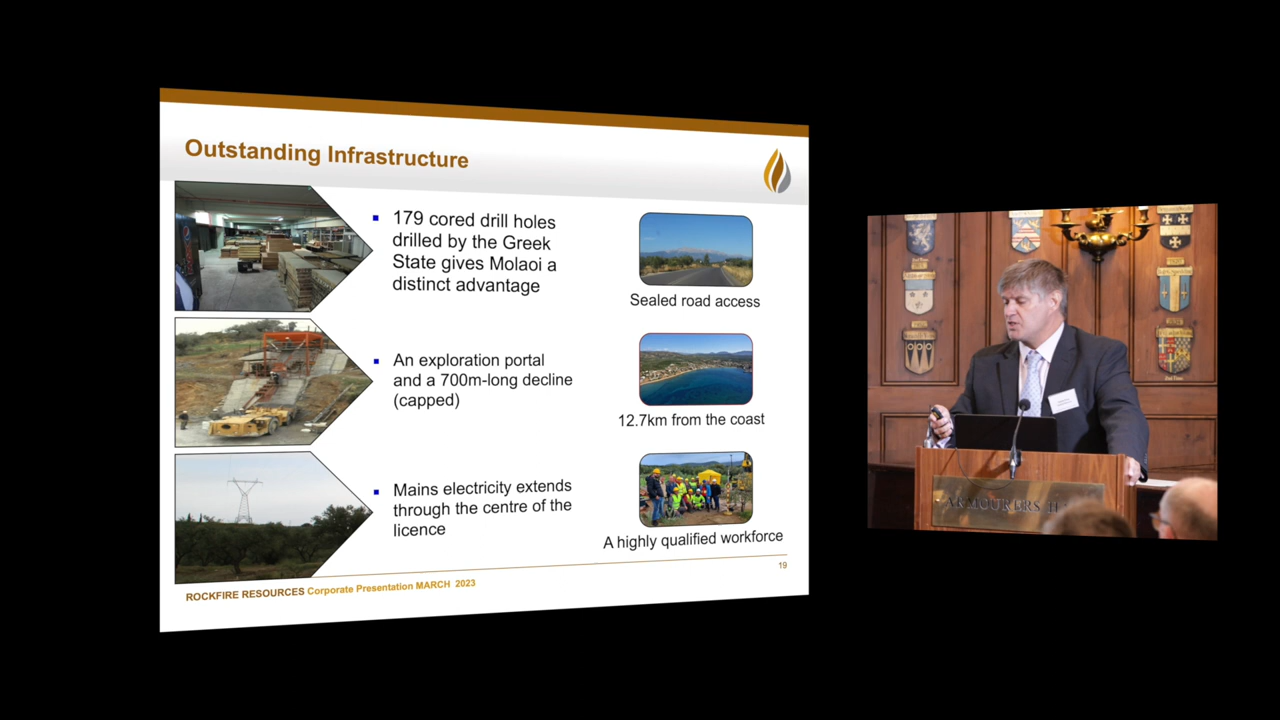 Outstanding Infrastructure
179 cored drill holes
drilled by the Greek
State gives Molaoi a
distinct advantage
Sealed road access
An exploration portal
and a 700m-long decline
(capped)
12.7km from the coast
Mains electricity extends
through the centre of the
licence
A highly qualified workforce
19
ROCKFIRE RESOURCES Corporate Presentation MARCH 2023
ARMOURERS H